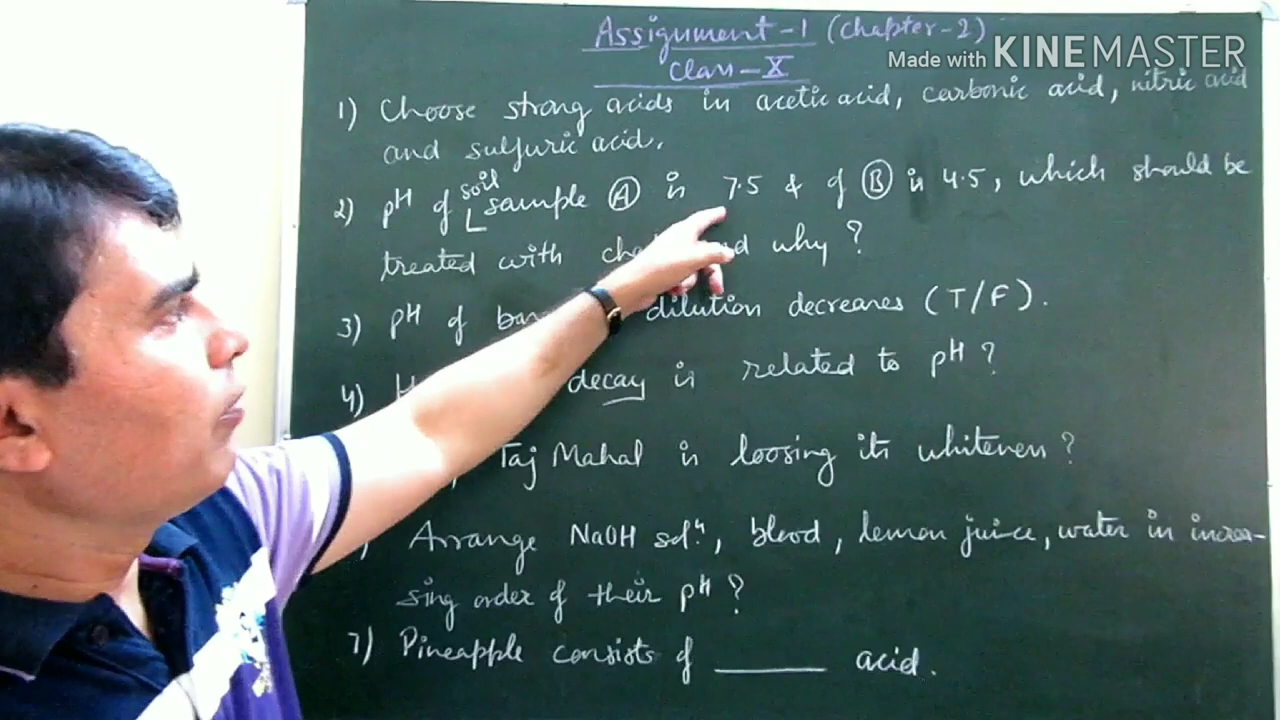 Assignment-1 (chapter-2)
Made with KINEMASTER
Class-X
1) Choose strong acids in acetic acid, carbonic acid, nitric acid
and sulfuric acid.
2) pH of soil sample A is 7.5 & of B is 4.5, which should be
treated with why ?
3) pH of dilution decreases (T/F).
4) decay is related to pH ?
Taj Mahal is loosing its whiteness ?
Arrange NaOH solⁿ, blood, lemon juice, water in increa-
sing order of their pH ?
7) Pineapple consists of ______ acid.